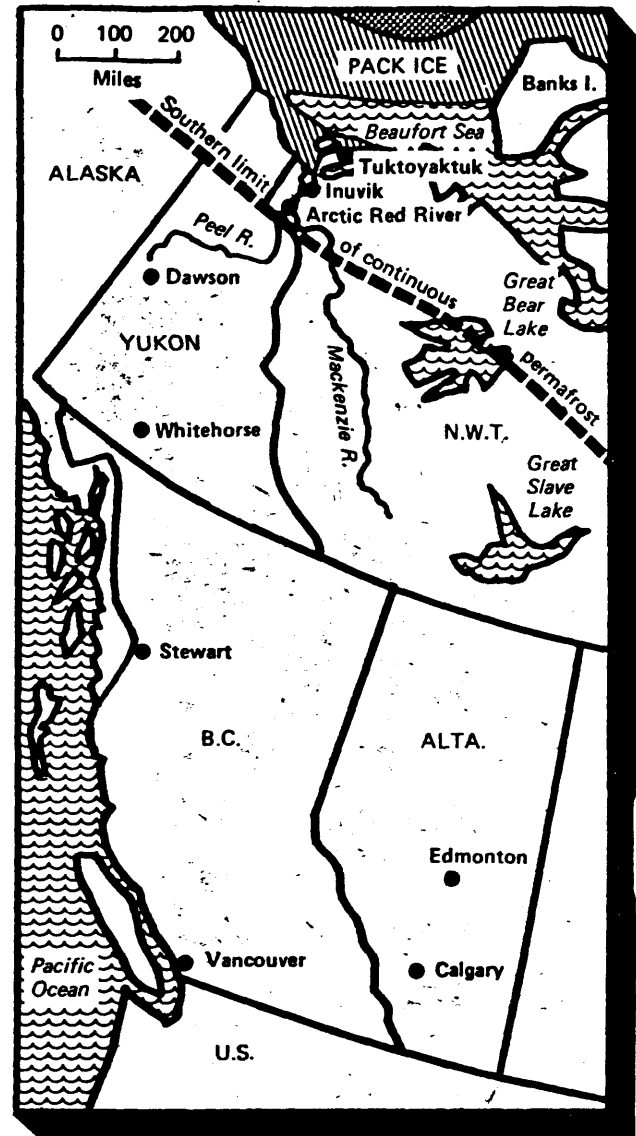 0 100 200
Miles
PACK ICE
Banks I.
Southern limit
Beaufort Sea
ALASKA
Tuktoyaktuk
Inuvik
Arctic Red River
Peel R.
of continuous
Dawson
Great
Bear
Lake
YUKON
permafrost
Mackenzie R.
Whitehorse
N.W.T.
Great
Slave
Lake
Stewart
B.C.
ALTA.
Edmonton
Pacific
Ocean
Vancouver
Calgary
U.S.